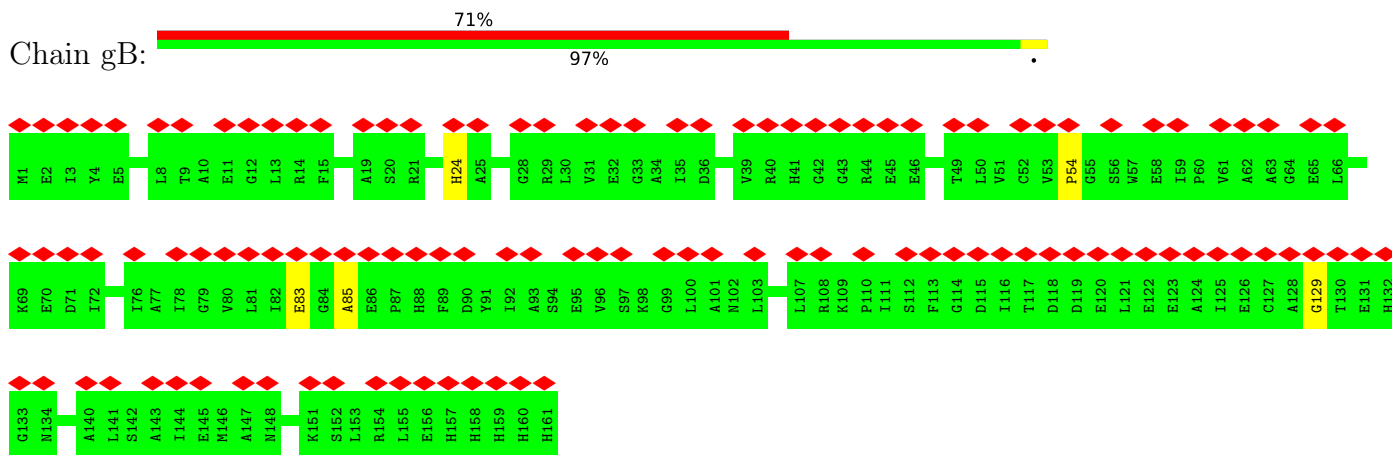 71%
Chain gB:
97%
•
M1 E2 I3 Y4 E5 L8 T9 A10 E11 G12 L13 R14 F15 A19 S20 R21 H24 A25 G28 R29 L30 V31 E32 G33 A34 I35 D36 V39 R40 H41 G42 G43 R44 E45 E46 T49 L50 V51 C52 V53 P54 G55 S56 W57 E58 I59 P60 V61 A62 A63 G64 E65 L66
K69 E70 D71 I72 I76 A77 I78 G79 V80 L81 I82 E83 G84 A85 E86 P87 H88 F89 D90 Y91 I92 A93 S94 E95 V96 S97 K98 G99 L100 A101 N102 L103 L107 R108 K109 P110 I111 S112 F113 G114 D115 I116 T117 D118 D119 E120 L121 E122 E123 A124 I125 E126 C127 A128 G129 T130 E131 H132
G133 N134 A140 L141 S142 A143 I144 E145 M146 A147 N148 K151 S152 L153 R154 L155 E156 H157 H158 H159 H160 H161